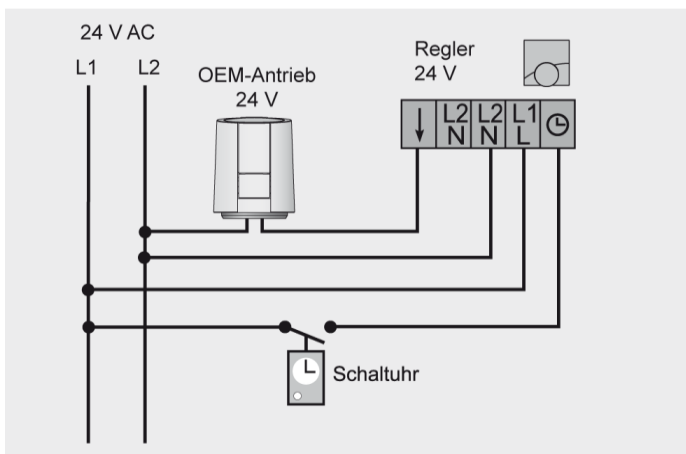 24 V AC
L1 L2
OEM-Antrieb
24 V
Regler
24 V
L2 L2 L1
N N L
Schaltuhr